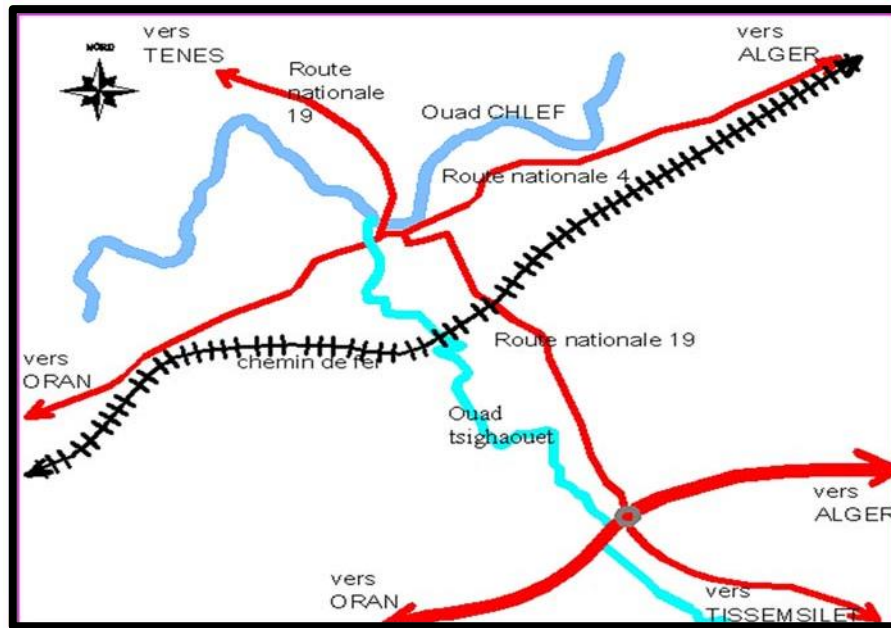 vers
TENES
NORD
Route
nationale
19
vers
ALGER
Ouad CHLEF
Route nationale 4
Route nationale 19
vers
ORAN
chemin de fer
Ouad
tsighaouet
vers
ALGER
vers
ORAN
vers
TISSEMSILET